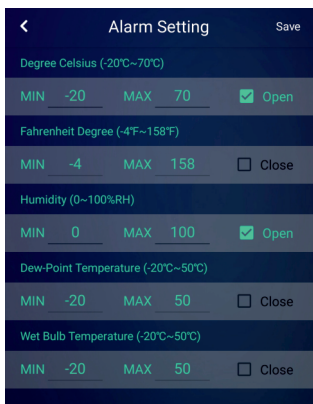 Alarm Setting Save
Degree Celsius (-20℃~70℃)
MIN -20 MAX 70 Open
Fahrenheit Degree (-4℉~158℉)
MIN -4 MAX 158 Close
Humidity (0~100%RH)
MIN 0 MAX 100 Open
Dew-Point Temperature (-20℃~50℃)
MIN -20 MAX 50 Close
Wet Bulb Temperature (-20℃~50℃)
MIN -20 MAX 50 Close